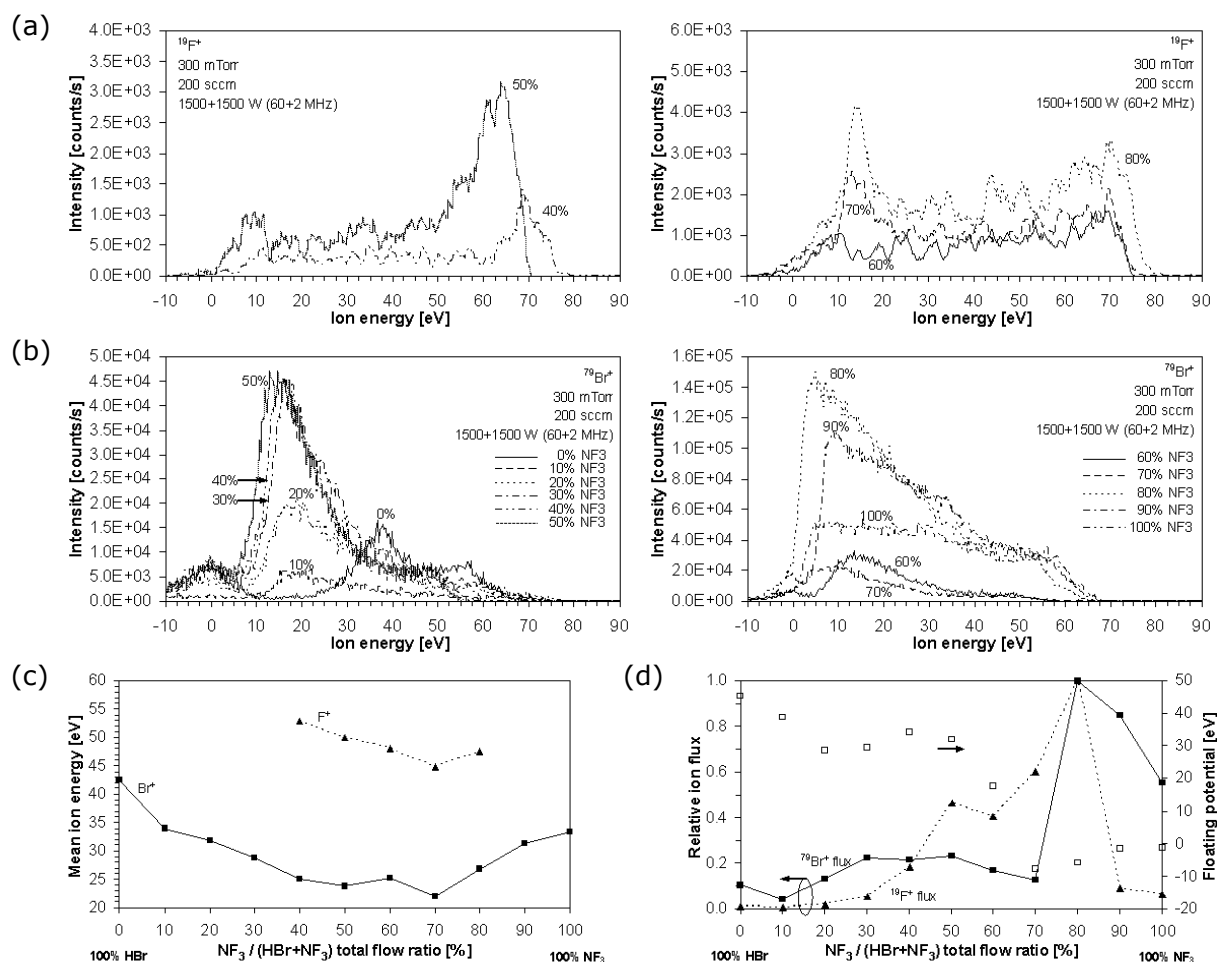 (a)
4.0E+03
3.5E+03
3.0E+03
2.5E+03
2.0E+03
1.5E+03
1.0E+03
5.0E+02
0.0E+00
Intensity [counts/s]
¹⁹F⁺
300 mTorr
200 sccm
1500+1500 W (60+2 MHz)
50%
40%
-10 0 10 20 30 40 50 60 70 80 90
Ion energy [eV]
6.0E+03
5.0E+03
4.0E+03
3.0E+03
2.0E+03
1.0E+03
0.0E+00
Intensity [counts/s]
¹⁹F⁺
300 mTorr
200 sccm
1500+1500 W (60+2 MHz)
80%
70%
60%
-10 0 10 20 30 40 50 60 70 80 90
Ion energy [eV]
(b)
5.0E+04
4.5E+04
4.0E+04
3.5E+04
3.0E+04
2.5E+04
2.0E+04
1.5E+04
1.0E+04
5.0E+03
0.0E+00
Intensity [counts/s]
⁷⁹Br⁺
300 mTorr
200 sccm
1500+1500 W (60+2 MHz)
0% NF3
10% NF3
20% NF3
30% NF3
40% NF3
50% NF3
50%
40%
30%
20%
10%
0%
-10 0 10 20 30 40 50 60 70 80 90
Ion energy [eV]
1.6E+05
1.4E+05
1.2E+05
1.0E+05
8.0E+04
6.0E+04
4.0E+04
2.0E+04
0.0E+00
Intensity [counts/s]
⁷⁹Br⁺
300 mTorr
200 sccm
1500+1500 W (60+2 MHz)
60% NF3
70% NF3
80% NF3
90% NF3
100% NF3
80%
90%
100%
60%
70%
-10 0 10 20 30 40 50 60 70 80 90
Ion energy [eV]
(c)
60
55
50
45
40
35
30
25
20
Mean ion energy [eV]
F⁺
Br⁺
0 10 20 30 40 50 60 70 80 90 100
NF₃ / (HBr+NF₃) total flow ratio [%]
100% HBr
100% NF₃
(d)
1.0
0.8
0.6
0.4
0.2
0.0
Relative ion flux
50
40
30
20
10
0
-10
-20
Floating potential [eV]
⁷⁹Br⁺ flux
¹⁹F⁺ flux
0 10 20 30 40 50 60 70 80 90 100
NF₃ / (HBr+NF₃) total flow ratio [%]
100% HBr
100% NF₃